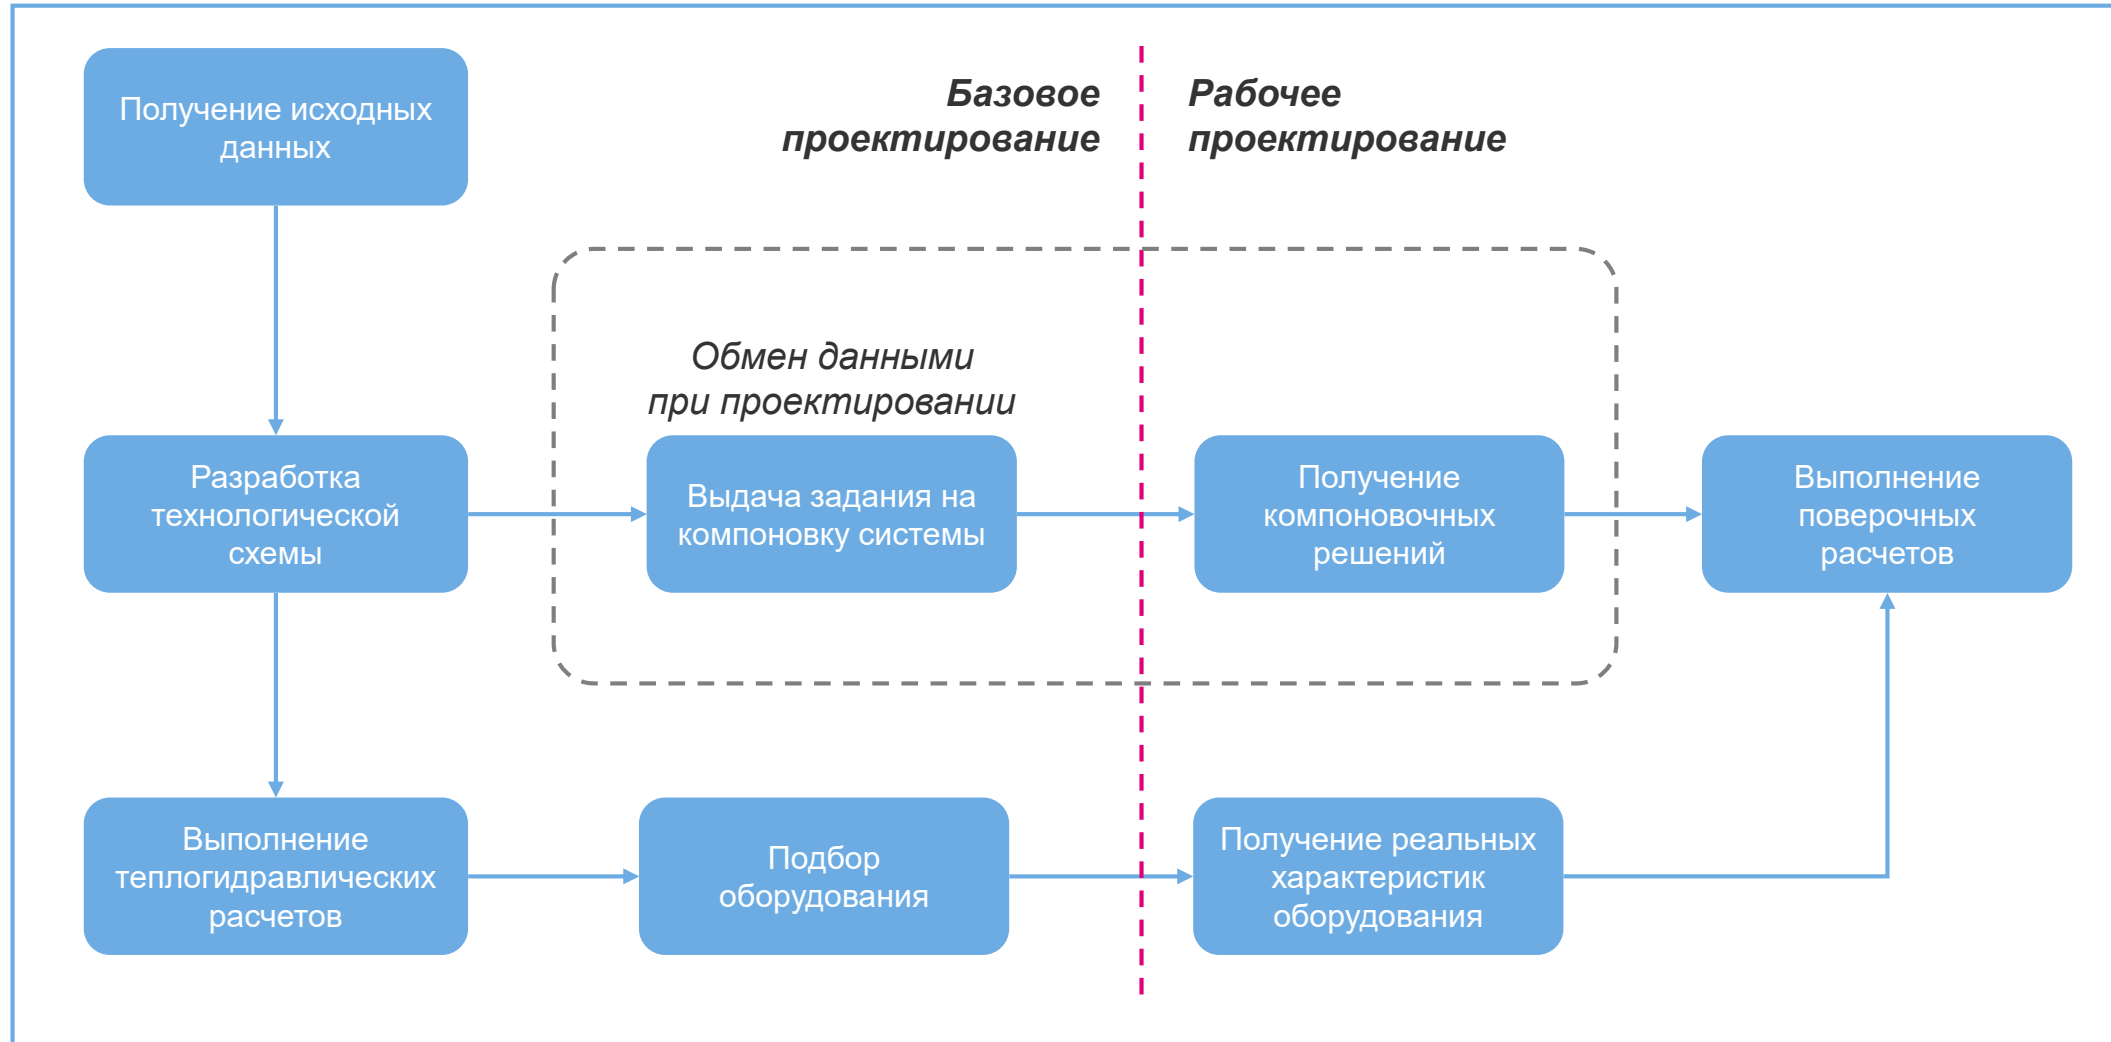 Получение исходных
данных
Базовое
проектирование
Рабочее
проектирование
Обмен данными
при проектировании
Разработка
технологической
схемы
Выдача задания на
компоновку системы
Получение
компоновочных
решений
Выполнение
поверочных
расчетов
Выполнение
теплогидравлических
расчетов
Подбор
оборудования
Получение реальных
характеристик
оборудования